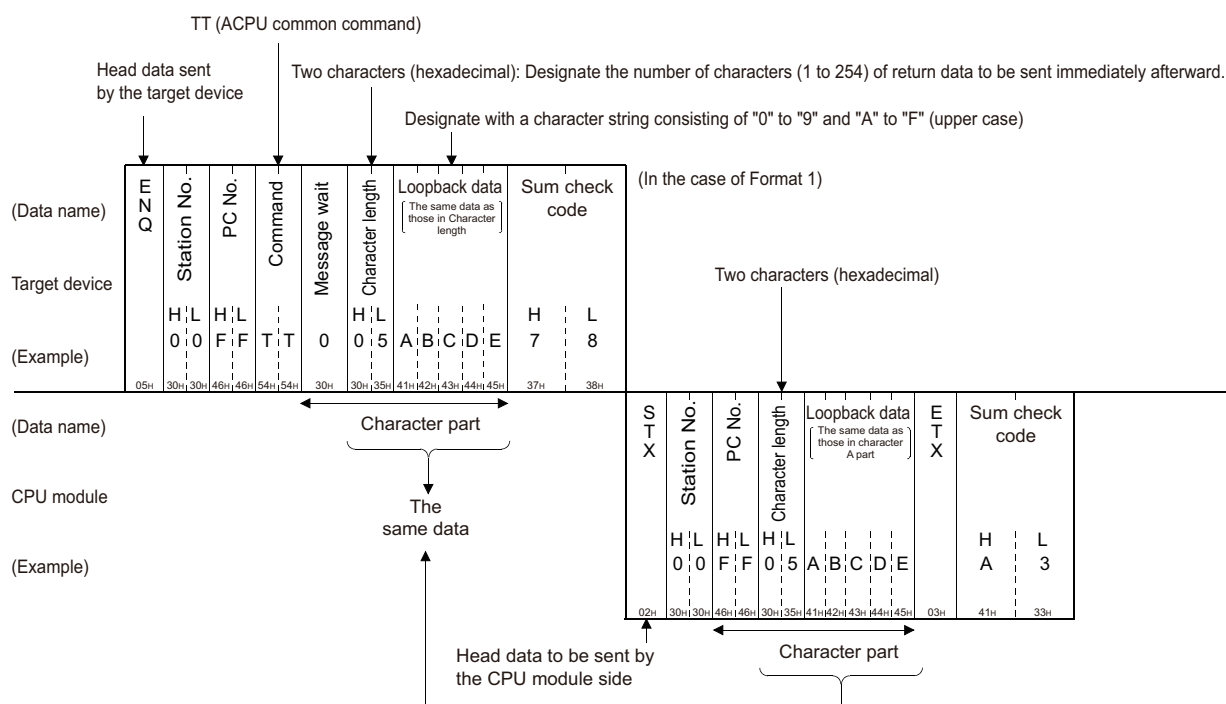 TT (ACPU common command)
Head data sent
by the target device
Two characters (hexadecimal): Designate the number of characters (1 to 254) of return data to be sent immediately afterward.
Designate with a character string consisting of "0" to "9" and "A" to "F" (upper case)
(In the case of Format 1)
(Data name)
Target device
(Example)
ENQ
Station No.
PC No.
Command
Message wait
Character length
Loopback data
The same data as
those in Character
length
Sum check
code
H L H L H L H L
0 0 F F T T 0 0 5 A B C D E 7 8
05H 30H 30H 46H 46H 54H 54H 30H 30H 35H 41H 42H 43H 44H 45H 37H 38H
Character part
The
same data
Two characters (hexadecimal)
(Data name)
CPU module
(Example)
STX
Station No.
PC No.
Character length
Loopback data
The same data as
those in character
A part
ETX
Sum check
code
H L H L H L H L
0 0 F F 0 5 A B C D E A 3
02H 30H 30H 46H 46H 30H 35H 41H 42H 43H 44H 45H 03H 41H 33H
Head data to be sent by
the CPU module side
Character part